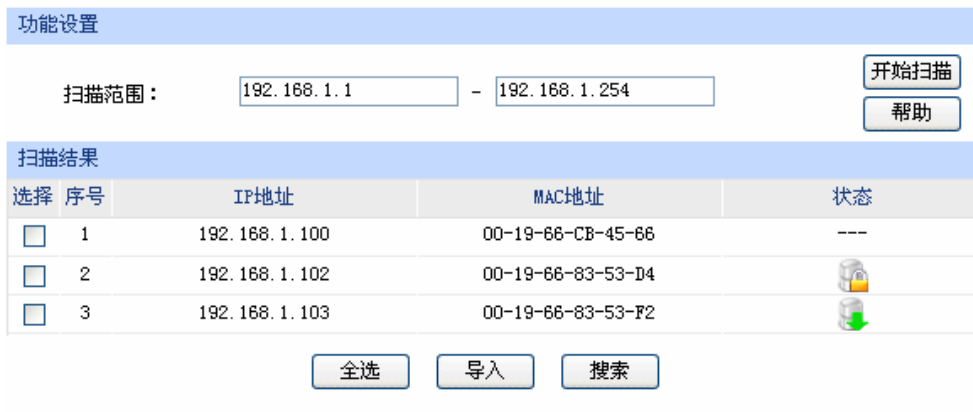 功能设置
扫描范围： 192.168.1.1 - 192.168.1.254 开始扫描
帮助
扫描结果
选择 序号 IP地址 MAC地址 状态
1 192.168.1.100 00-19-66-CB-45-66 ---
2 192.168.1.102 00-19-66-83-53-D4
3 192.168.1.103 00-19-66-83-53-F2
全选 导入 搜索